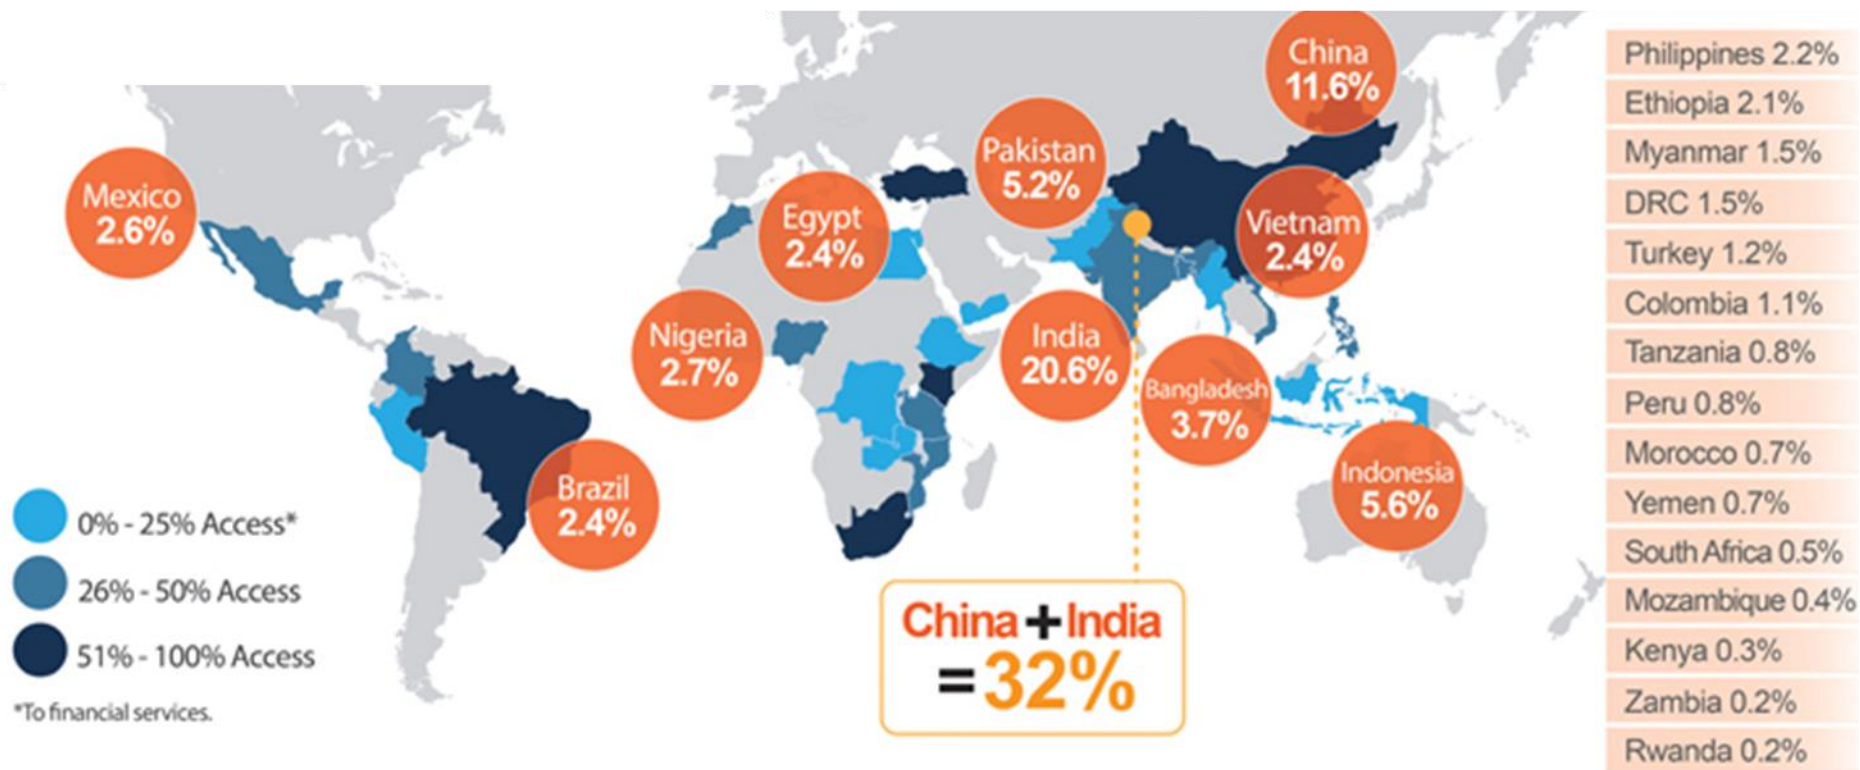 China
11.6%
Pakistan
5.2%
Mexico
2.6%
Egypt
2.4%
Vietnam
2.4%
Nigeria
2.7%
India
20.6%
Bangladesh
3.7%
Brazil
2.4%
Indonesia
5.6%
0% - 25% Access*
26% - 50% Access
51% - 100% Access
*To financial services.
China + India
= 32%
Philippines 2.2%
Ethiopia 2.1%
Myanmar 1.5%
DRC 1.5%
Turkey 1.2%
Colombia 1.1%
Tanzania 0.8%
Peru 0.8%
Morocco 0.7%
Yemen 0.7%
South Africa 0.5%
Mozambique 0.4%
Kenya 0.3%
Zambia 0.2%
Rwanda 0.2%